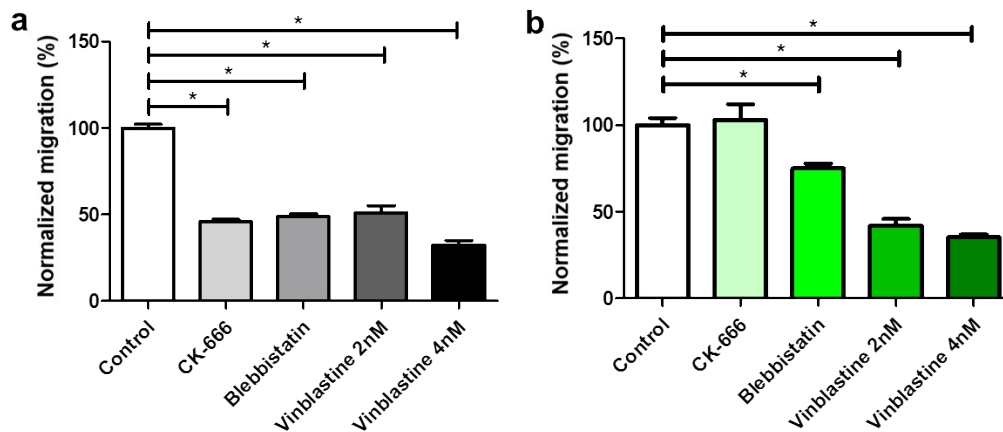 a
Normalized migration (%)
150
100
50
0
*
*
*
*
Control
CK-666
Blebbistatin
Vinblastine 2nM
Vinblastine 4nM
b
Normalized migration (%)
150
100
50
0
*
*
*
Control
CK-666
Blebbistatin
Vinblastine 2nM
Vinblastine 4nM